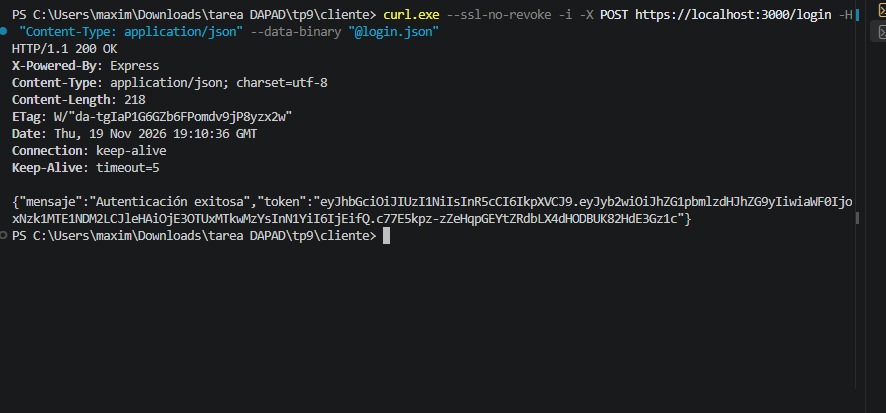 PS C:\Users\maxim\Downloads\tarea DAPAD\tp9\cliente> curl.exe --ssl-no-revoke -i -X POST https://localhost:3000/login -H
"Content-Type: application/json" --data-binary "@login.json"
HTTP/1.1 200 OK
X-Powered-By: Express
Content-Type: application/json; charset=utf-8
Content-Length: 218
ETag: W/"da-tgIaP1G6GZb6FPomdv9jP8yzx2w"
Date: Thu, 19 Nov 2026 19:10:36 GMT
Connection: keep-alive
Keep-Alive: timeout=5
{"mensaje":"Autenticación exitosa","token":"eyJhbGciOiJIUzI1NiIsInR5cCI6IkpXVCJ9.eyJyb2wiOiJhZG1pbmlzdHJhZG9yIiwiaWF0Ijo
xNzk1MTE1NDM2LCJleHAiOjE3OTUxMTkwMzYsInN1YiI6IjEifQ.c77E5kpz-zZeHqpGEYtZRdbLX4dHODBUK82HdE3Gz1c"}
PS C:\Users\maxim\Downloads\tarea DAPAD\tp9\cliente>